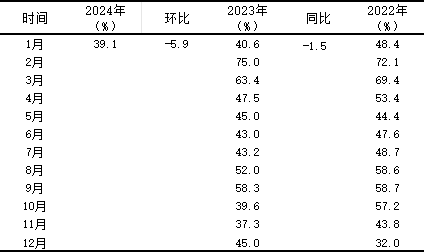 时间 2024年（%） 环比 2023年（%） 同比 2022年（%）
1月 39.1 -5.9 40.6 -1.5 48.4
2月 75.0 72.1
3月 63.4 69.4
4月 47.5 53.4
5月 45.0 44.4
6月 43.0 47.6
7月 43.2 48.7
8月 52.0 58.6
9月 58.3 58.7
10月 39.6 57.2
11月 37.3 43.8
12月 45.0 32.0